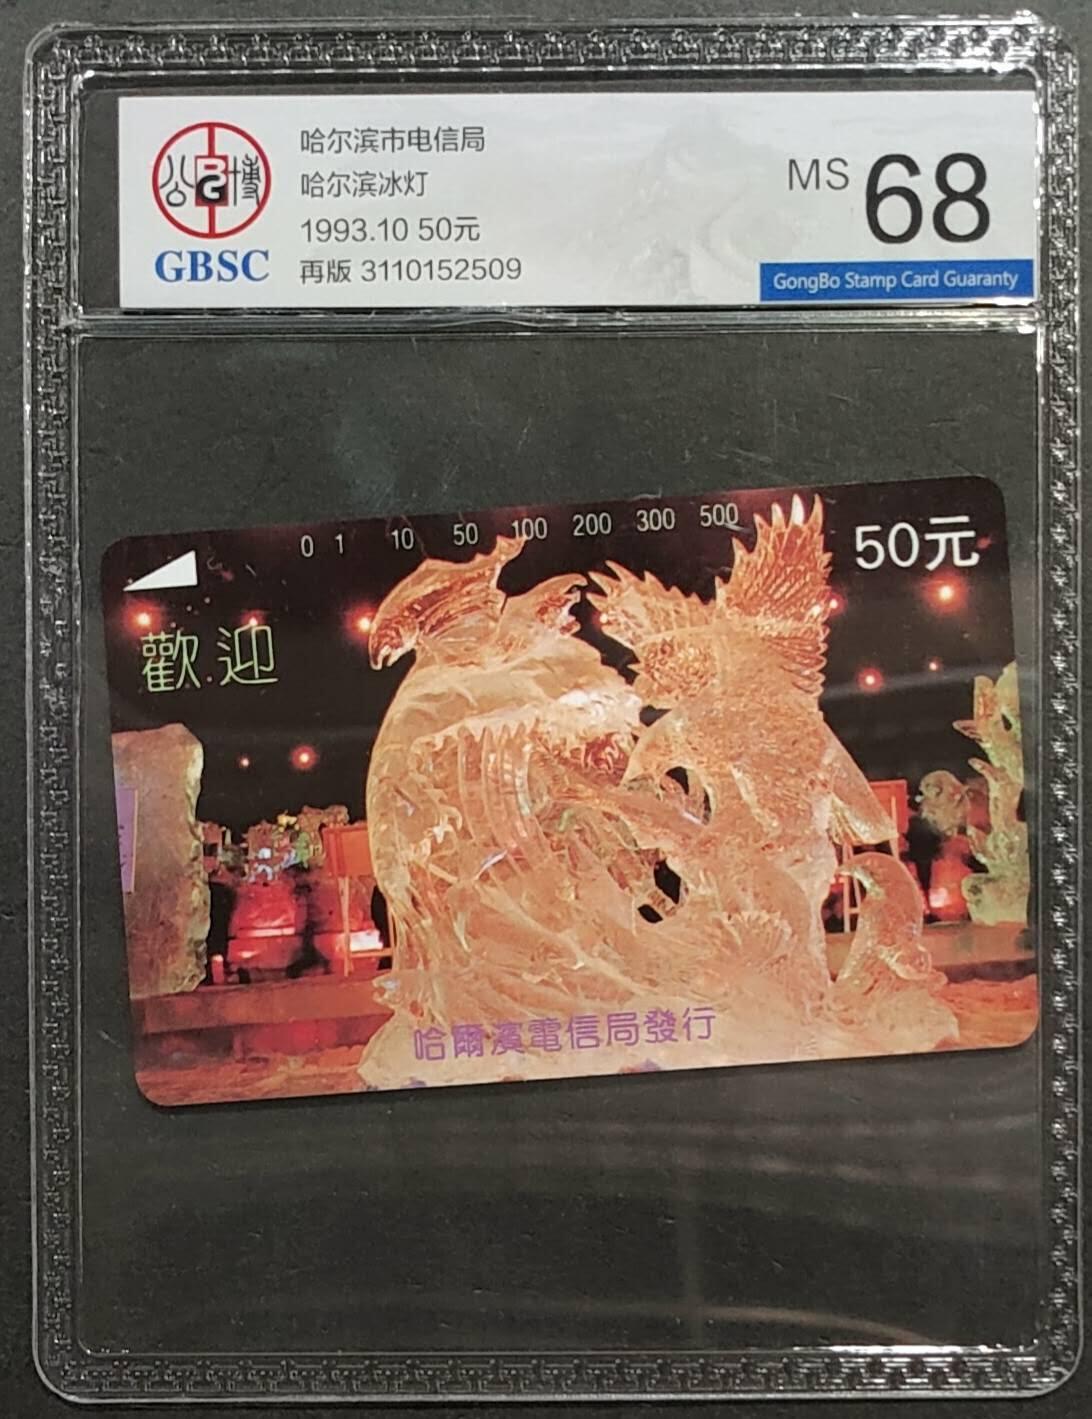 公博
BG
GBSC
哈尔滨市电信局
哈尔滨冰灯
1993.10 50元
再版 3110152509
MS 68
GongBo Stamp Card Guaranty
0 1 10 50 100 200 300 500
50元
歡迎
哈爾濱電信局發行